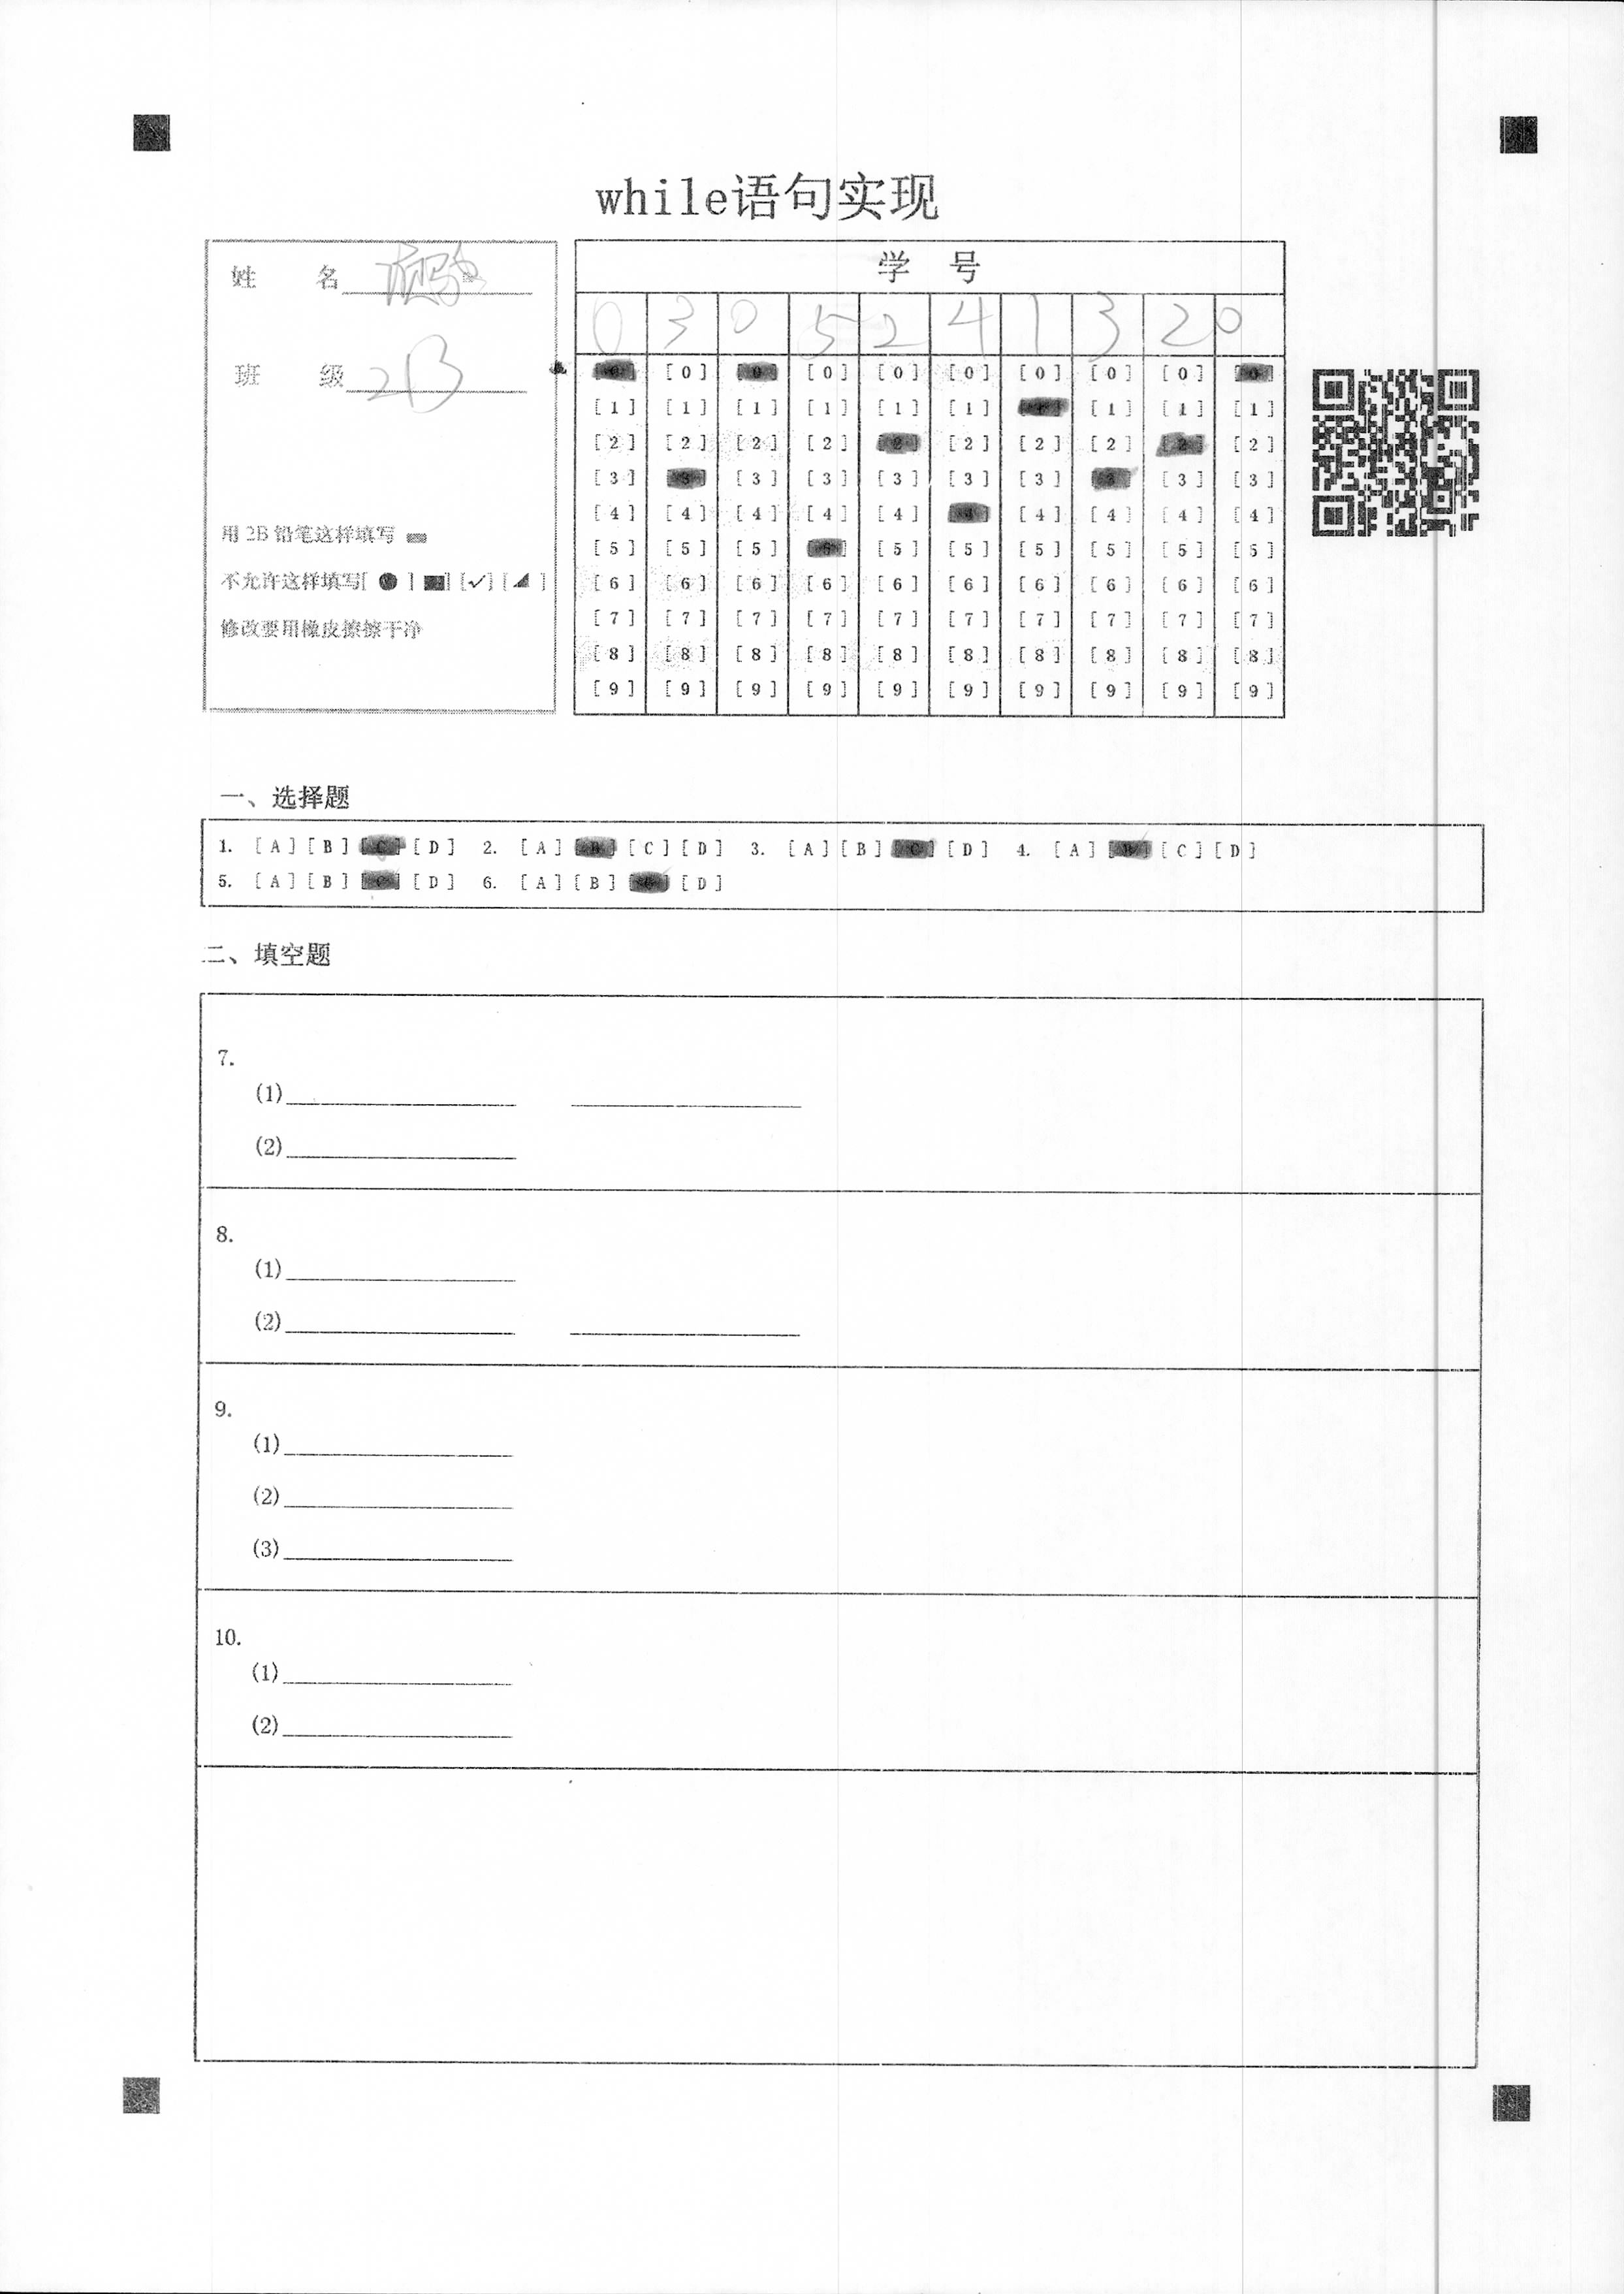 while语句实现
姓 名
班 级 213
用 2B 铅笔这样填写
不允许这样填写[ ● ] [■] [✓] [◢ ]
修改要用橡皮擦擦干净
学 号
0 3 0 5 2 4 1 3 2 0
[0] [0] [0] [0] [0] [0] [0] [0] [0] [0]
[1] [1] [1] [1] [1] [1] [1] [1] [1] [1]
[2] [2] [2] [2] [2] [2] [2] [2] [2] [2]
[3] [3] [3] [3] [3] [3] [3] [3] [3] [3]
[4] [4] [4] [4] [4] [4] [4] [4] [4] [4]
[5] [5] [5] [5] [5] [5] [5] [5] [5] [5]
[6] [6] [6] [6] [6] [6] [6] [6] [6] [6]
[7] [7] [7] [7] [7] [7] [7] [7] [7] [7]
[8] [8] [8] [8] [8] [8] [8] [8] [8] [8]
[9] [9] [9] [9] [9] [9] [9] [9] [9] [9]
一、选择题
1. [A] [B] [C] [D] 2. [A] [B] [C] [D] 3. [A] [B] [C] [D] 4. [A] [B] [C] [D]
5. [A] [B] [C] [D] 6. [A] [B] [C] [D]
二、填空题
7.
(1)
(2)
8.
(1)
(2)
9.
(1)
(2)
(3)
10.
(1)
(2)